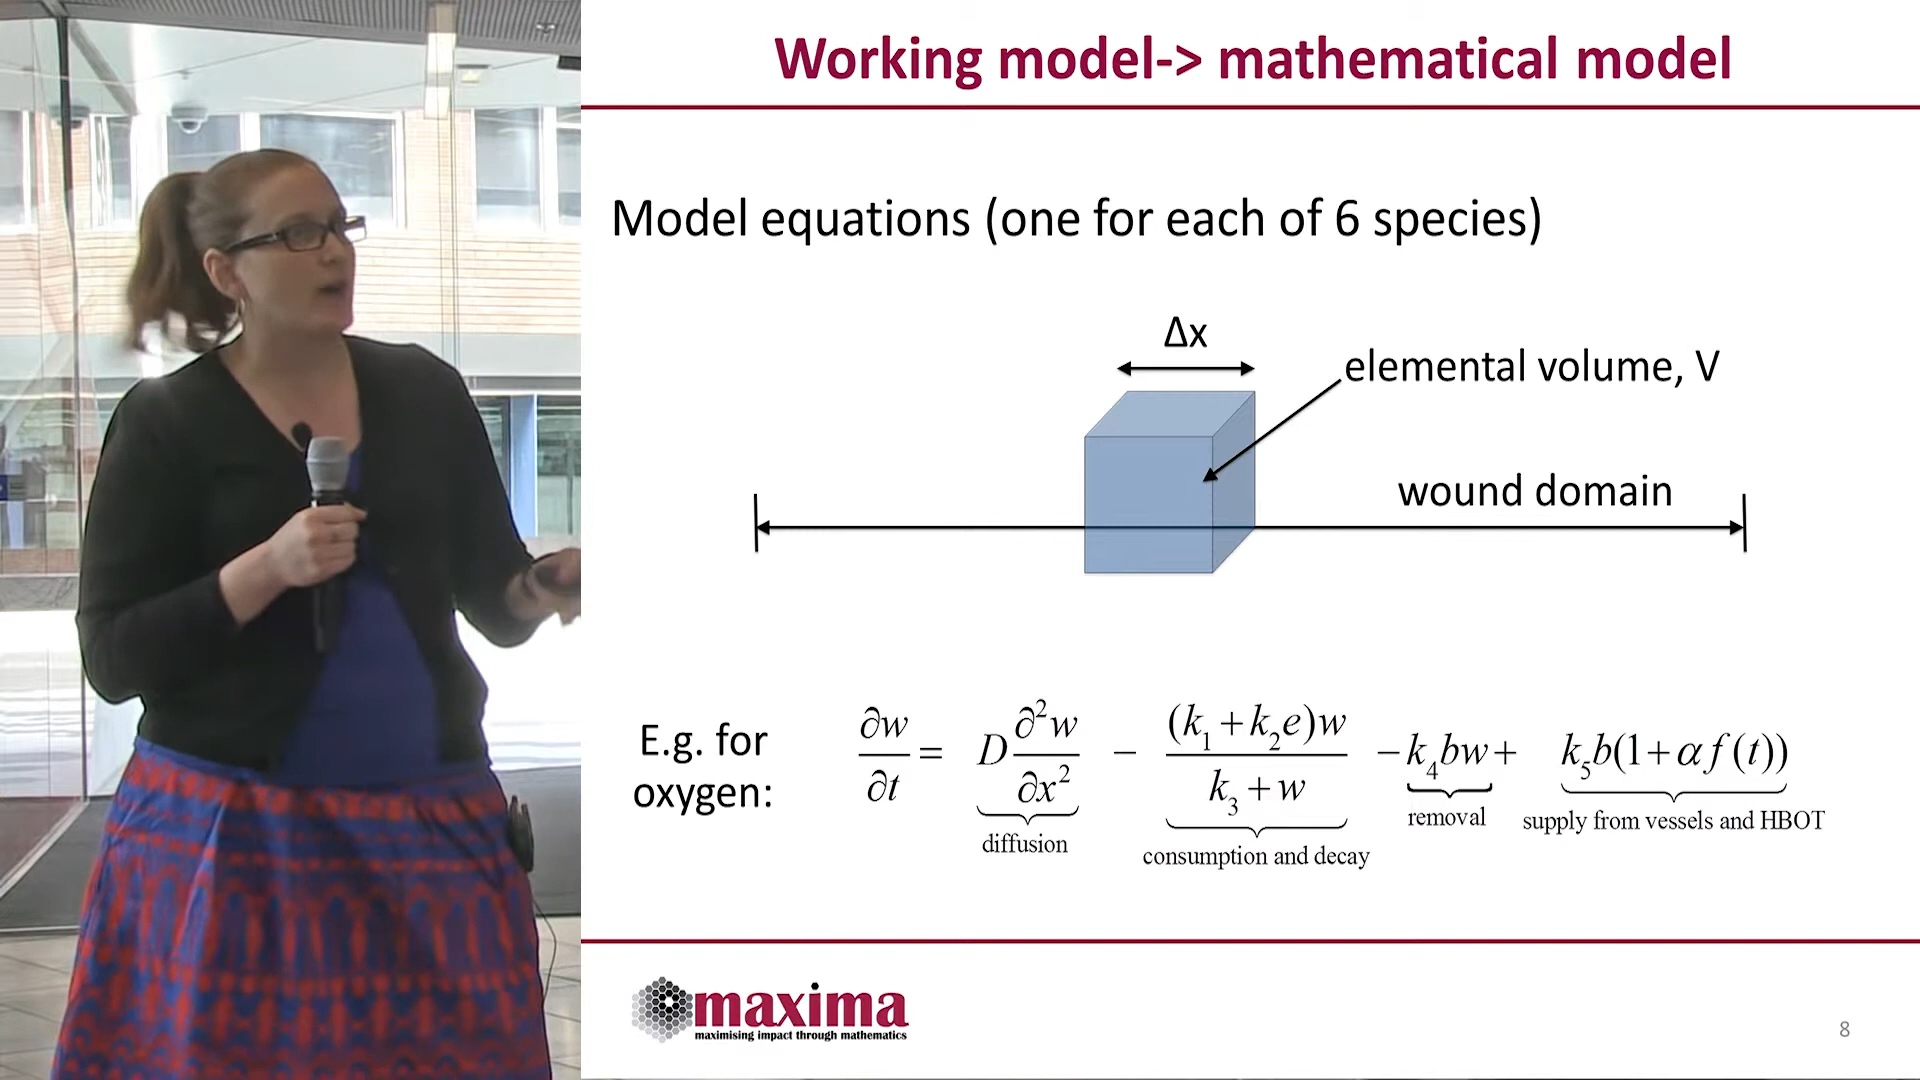 Working model-> mathematical model
Model equations (one for each of 6 species)
Δx
elemental volume, V
wound domain
E.g. for
oxygen:
∂w/∂t = D ∂²w/∂x² − (k₁+k₂e)w/(k₃+w) −k₄bw+ k₅b(1+αf(t))
diffusion
consumption and decay
removal
supply from vessels and HBOT
maxima
maximising impact through mathematics
8